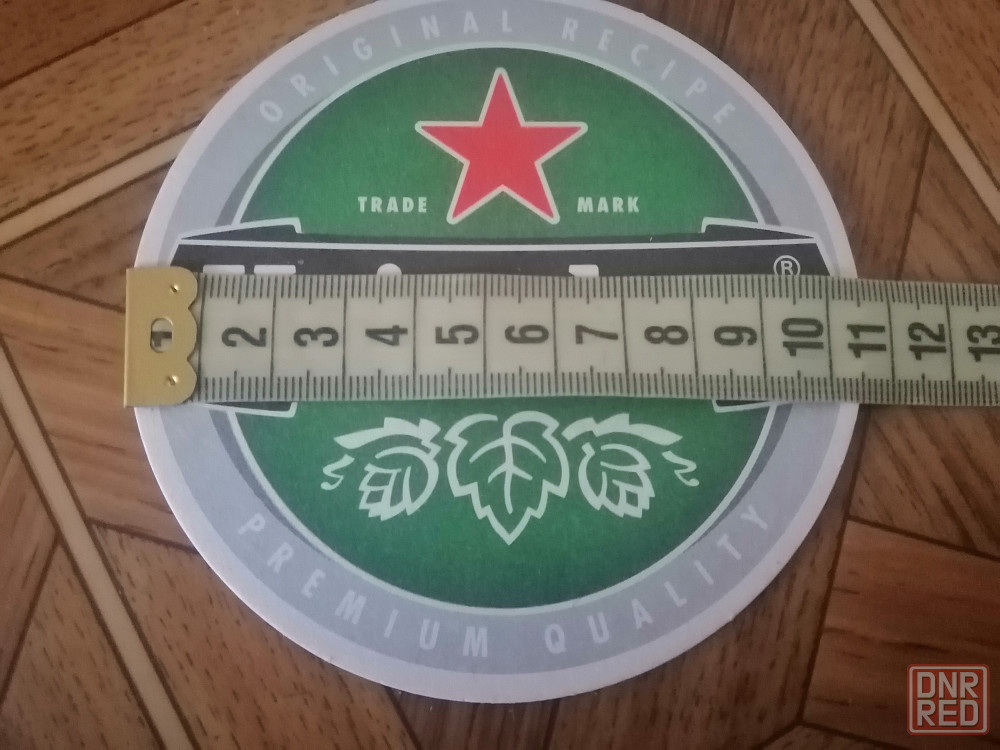 ORIGINAL RECIPE
TRADE MARK
®
1 2 3 4 5 6 7 8 9 10 11 12 13
PREMIUM QUALITY
DNR
RED